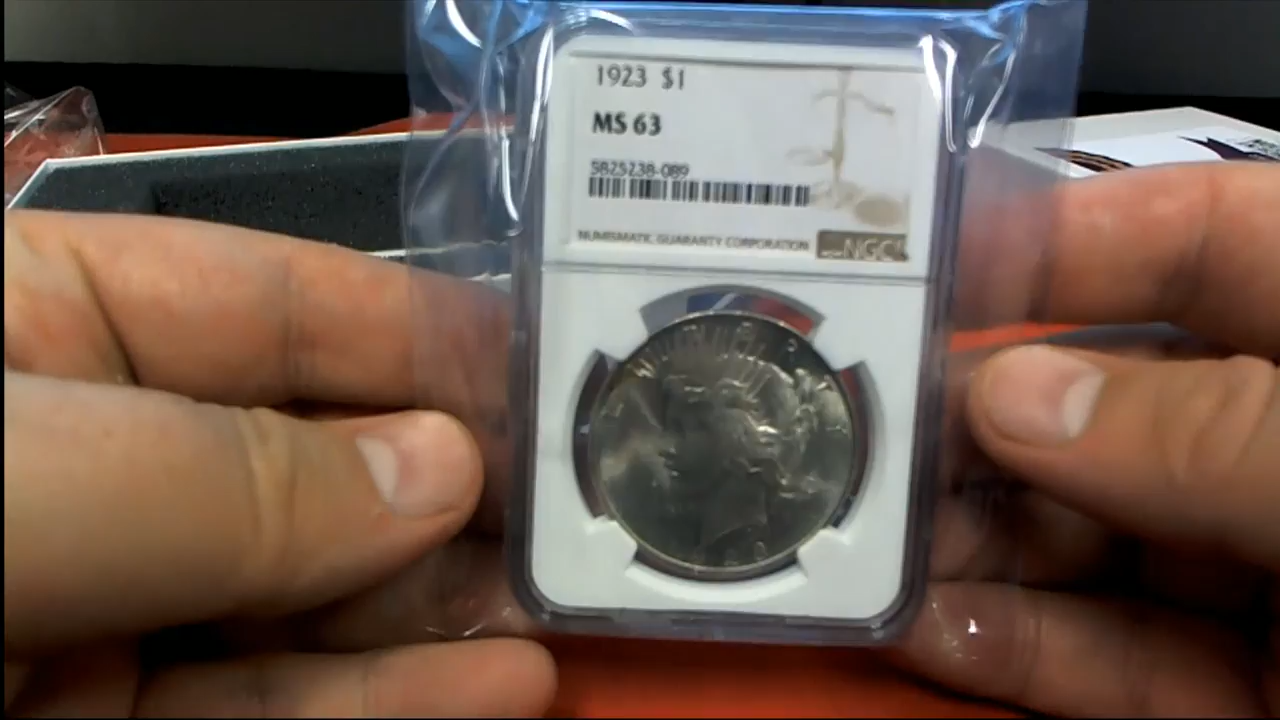 1923 $1
MS 63
5825238-089
NUMISMATIC GUARANTY CORPORATION
NGC